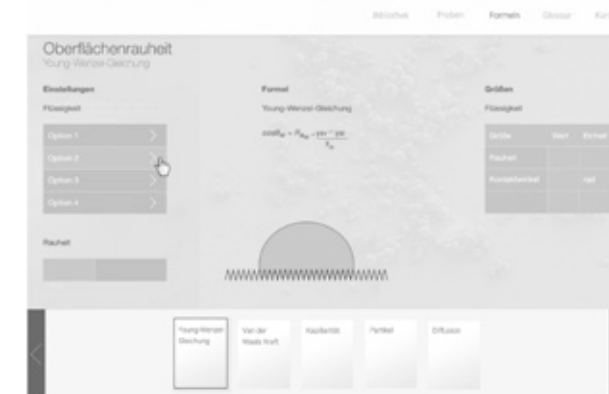 Bibliothek Proben Formeln Glossar
Oberflächenrauheit
Young-Wenzel-Gleichung
Einstellungen
Flüssigkeit
Option 1
Option 2
Option 3
Option 4
Rauheit
Formel
Young-Wenzel-Gleichung
Größen
Flüssigkeit
Größe Wert Einheit
Rauheit
Kontaktwinkel rad
Young-Wenzel-
Gleichung
Van der
Waals Kraft
Kapillarität
Partikel
Diffusion